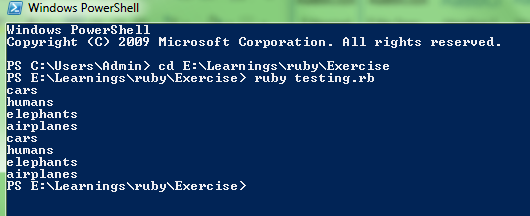 Windows PowerShell
Windows PowerShell
Copyright (C) 2009 Microsoft Corporation. All rights reserved.
PS C:\Users\Admin> cd E:\Learnings\ruby\Exercise
PS E:\Learnings\ruby\Exercise> ruby testing.rb
cars
humans
elephants
airplanes
cars
humans
elephants
airplanes
PS E:\Learnings\ruby\Exercise>